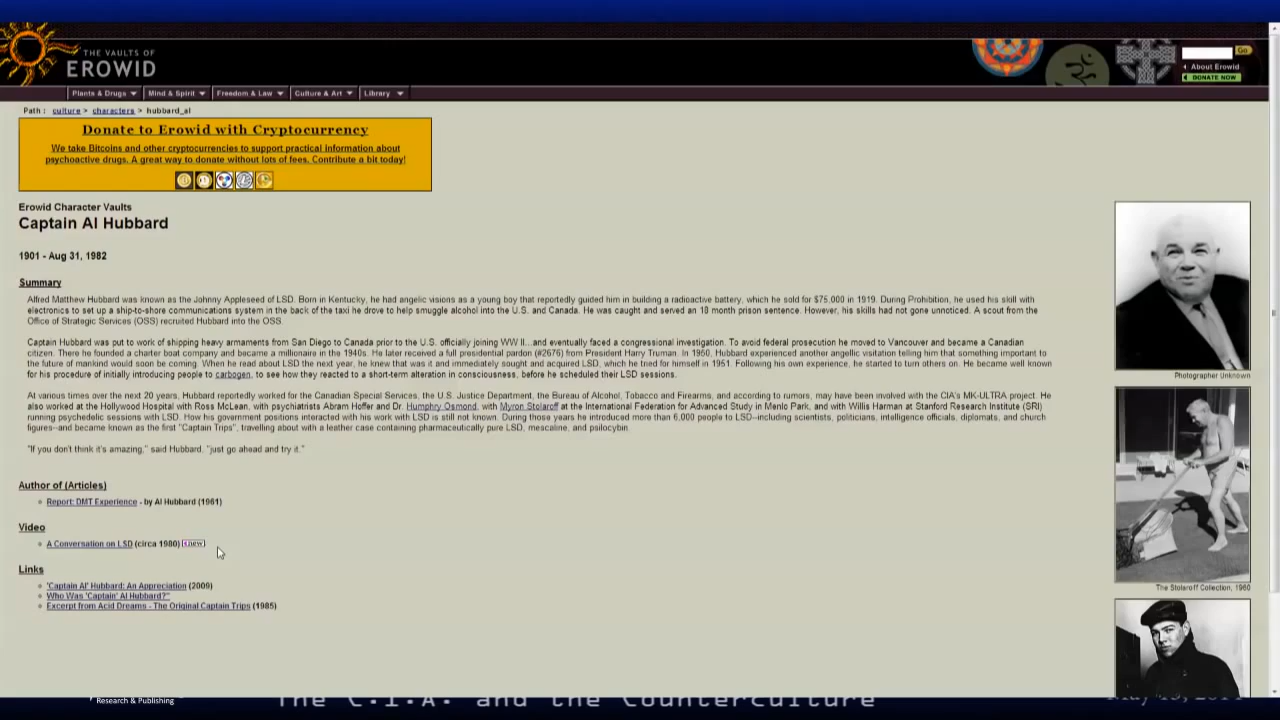 THE VAULTS OF
EROWID
Go
About Erowid
DONATE NOW
Plants & Drugs
Mind & Spirit
Freedom & Law
Culture & Art
Library
Path : culture > characters > hubbard_al
Donate to Erowid with Cryptocurrency
We take Bitcoins and other cryptocurrencies to support practical information about
psychoactive drugs. A great way to donate without lots of fees. Contribute a bit today!
Erowid Character Vaults
Captain Al Hubbard
1901 - Aug 31, 1982
Summary
Alfred Matthew Hubbard was known as the Johnny Appleseed of LSD. Born in Kentucky, he had angelic visions as a young boy that reportedly guided him in building a radioactive battery, which he sold for $75,000 in 1919. During Prohibition, he used his skill with
electronics to set up a ship-to-shore communications system in the back of the taxi he drove to help smuggle alcohol into the U.S. and Canada. He was caught and served an 18 month prison sentence. However, his skills had not gone unnoticed. A scout from the
Office of Strategic Services (OSS) recruited Hubbard into the OSS.
Captain Hubbard was put to work of shipping heavy armaments from San Diego to Canada prior to the U.S. officially joining WW II...and eventually faced a congressional investigation. To avoid federal prosecution he moved to Vancouver and became a Canadian
citizen. There he founded a charter boat company and became a millionaire in the 1940s. He later received a full presidential pardon (#2676) from President Harry Truman. In 1950, Hubbard experienced another angellic visitation telling him that something important to
the future of mankind would soon be coming. When he read about LSD the next year, he knew that was it and immediately sought and acquired LSD, which he tried for himself in 1951. Following his own experience, he started to turn others on. He became well known
for his procedure of initially introducing people to carbogen, to see how they reacted to a short-term alteration in consciousness, before he scheduled their LSD sessions.
At various times over the next 20 years, Hubbard reportedly worked for the Canadian Special Services, the U.S. Justice Department, the Bureau of Alcohol, Tobacco and Firearms, and according to rumors, may have been involved with the CIA's MK-ULTRA project. He
also worked at the Hollywood Hospital with Ross McLean, with psychiatrists Abram Hoffer and Dr. Humphry Osmond, with Myron Stolaroff at the International Federation for Advanced Study in Menlo Park, and with Willis Harman at Stanford Research Institute (SRI)
running psychedelic sessions with LSD. How his government positions interacted with his work with LSD is still not known. During those years he introduced more than 6,000 people to LSD--including scientists, politicians, intelligence officials, diplomats, and church
figures--and became known as the first "Captain Trips", travelling about with a leather case containing pharmaceutically pure LSD, mescaline, and psilocybin.
"If you don't think it's amazing," said Hubbard, "just go ahead and try it."
Author of (Articles)
Report: DMT Experience - by Al Hubbard (1961)
Video
A Conversation on LSD (circa 1980) new
Links
'Captain Al' Hubbard: An Appreciation (2009)
Who Was 'Captain' Al Hubbard?"
Excerpt from Acid Dreams - The Original Captain Trips (1985)
Photographer Unknown
The Stolaroff Collection, 1960
Research & Publishing
The C.I.A. and the Counterculture